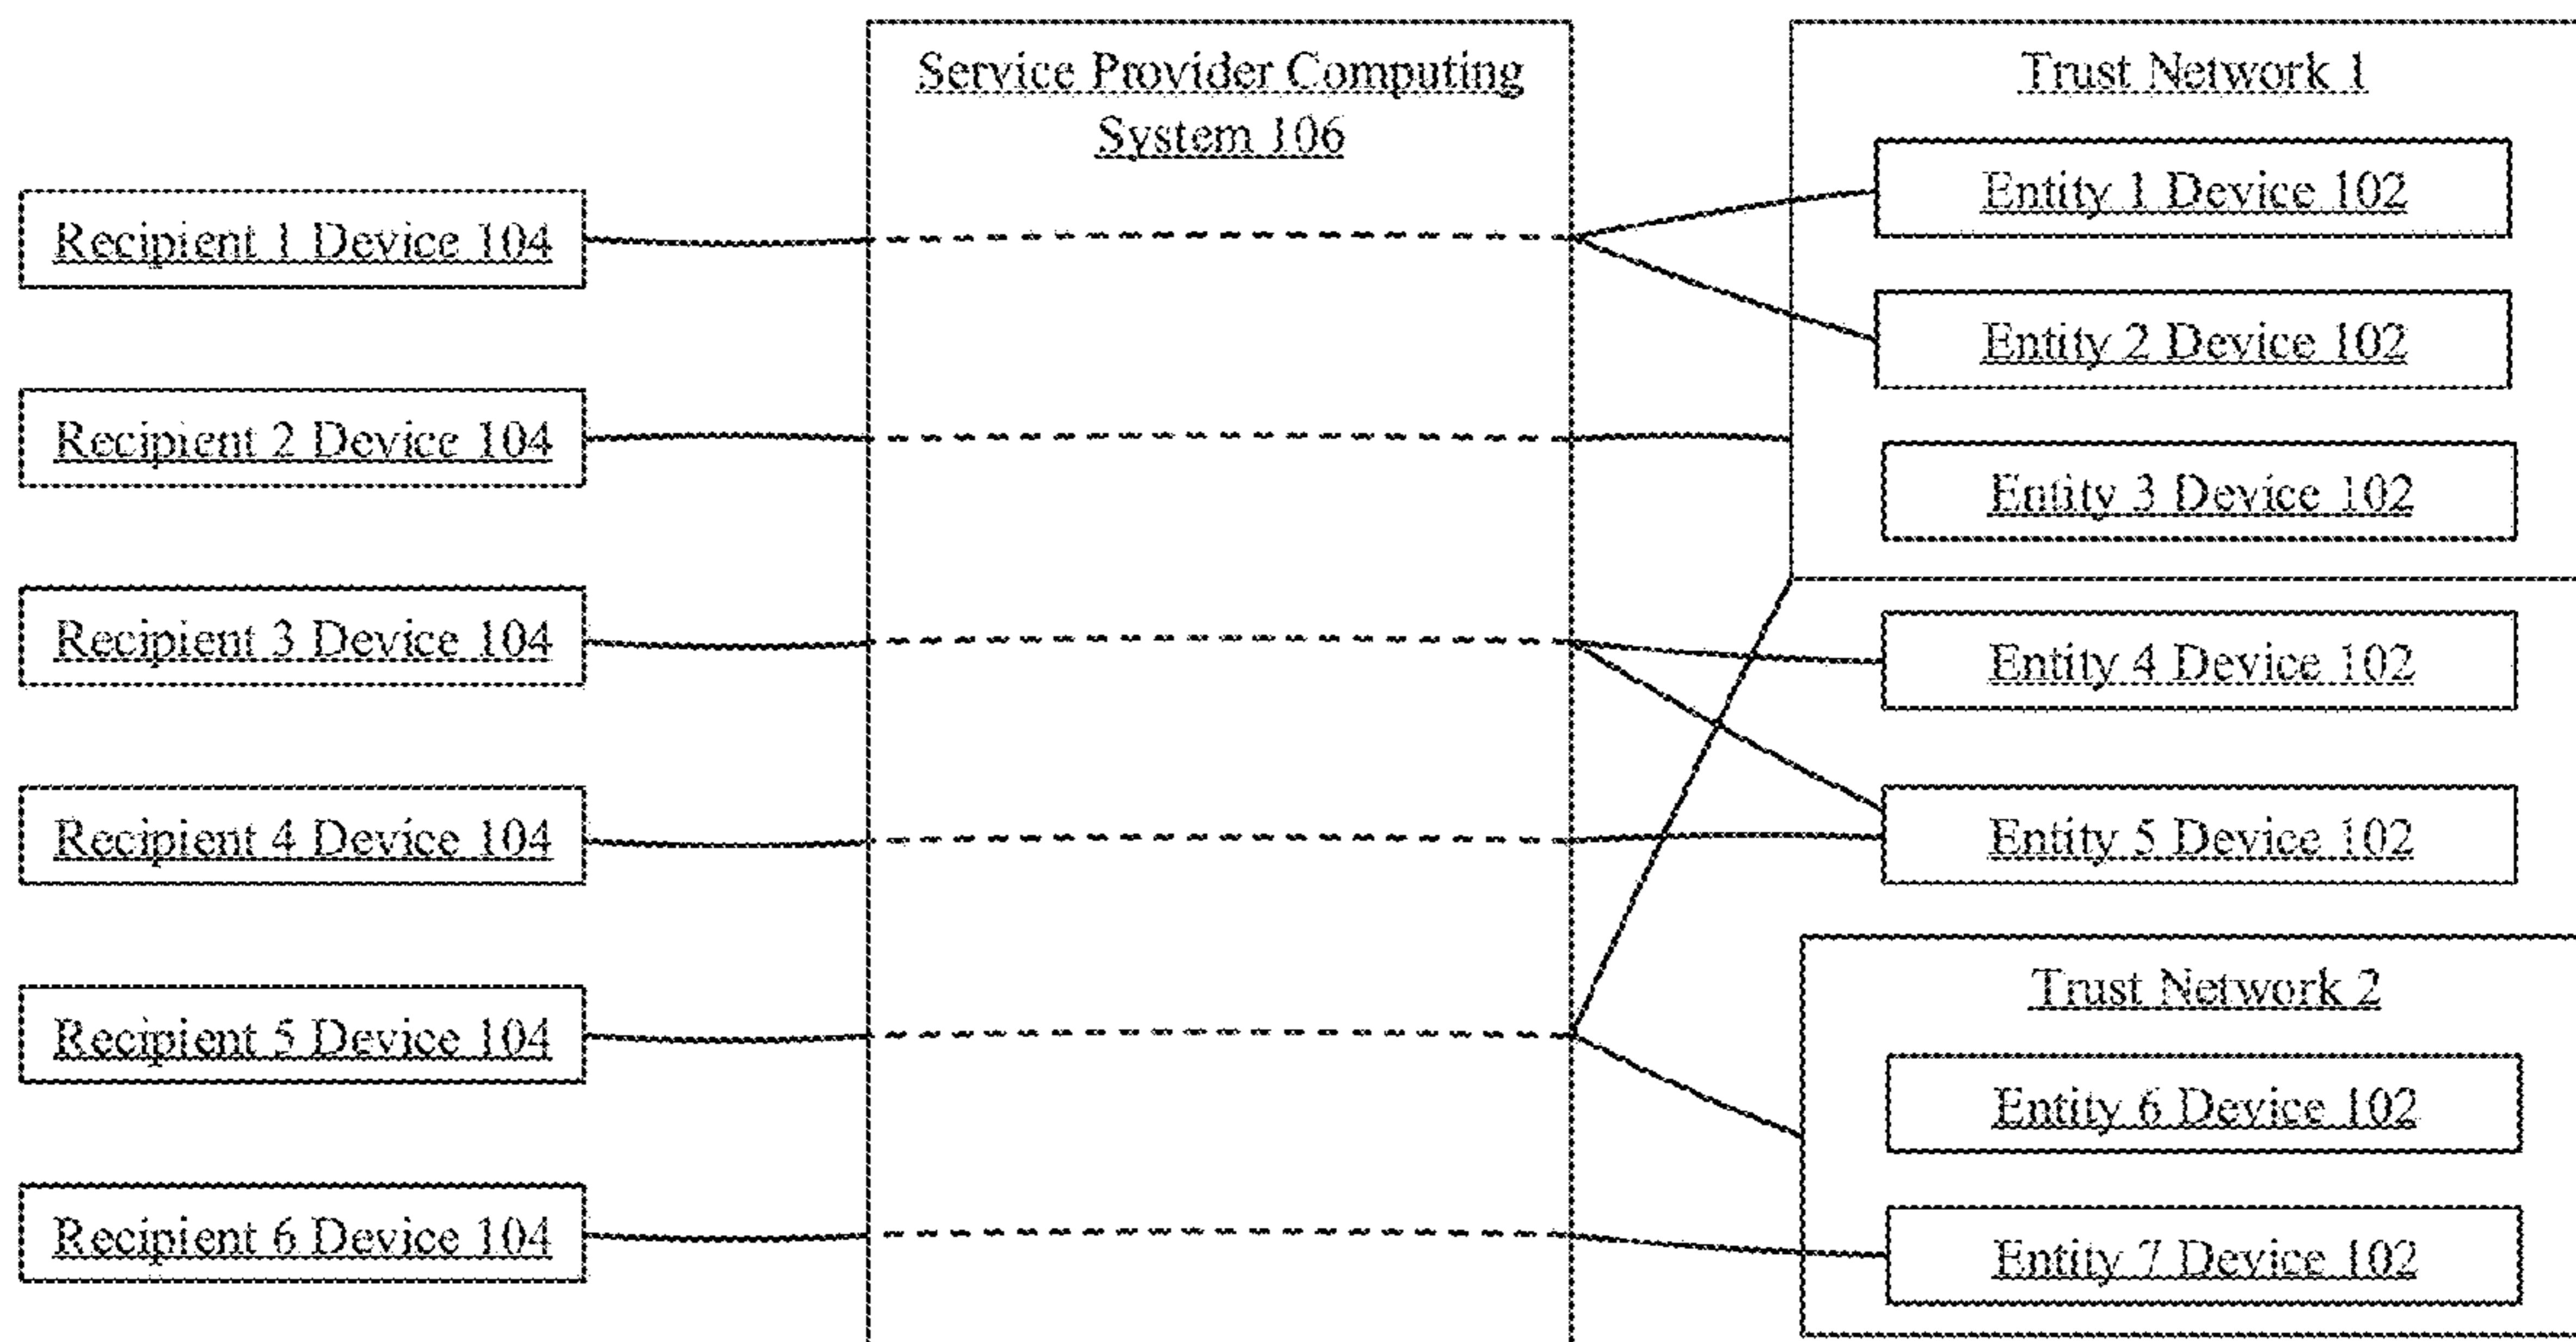 Service Provider Computing
System 106
Recipient 1 Device 104
Recipient 2 Device 104
Recipient 3 Device 104
Recipient 4 Device 104
Recipient 5 Device 104
Recipient 6 Device 104
Trust Network 1
Entity 1 Device 102
Entity 2 Device 102
Entity 3 Device 102
Entity 4 Device 102
Entity 5 Device 102
Trust Network 2
Entity 6 Device 102
Entity 7 Device 102